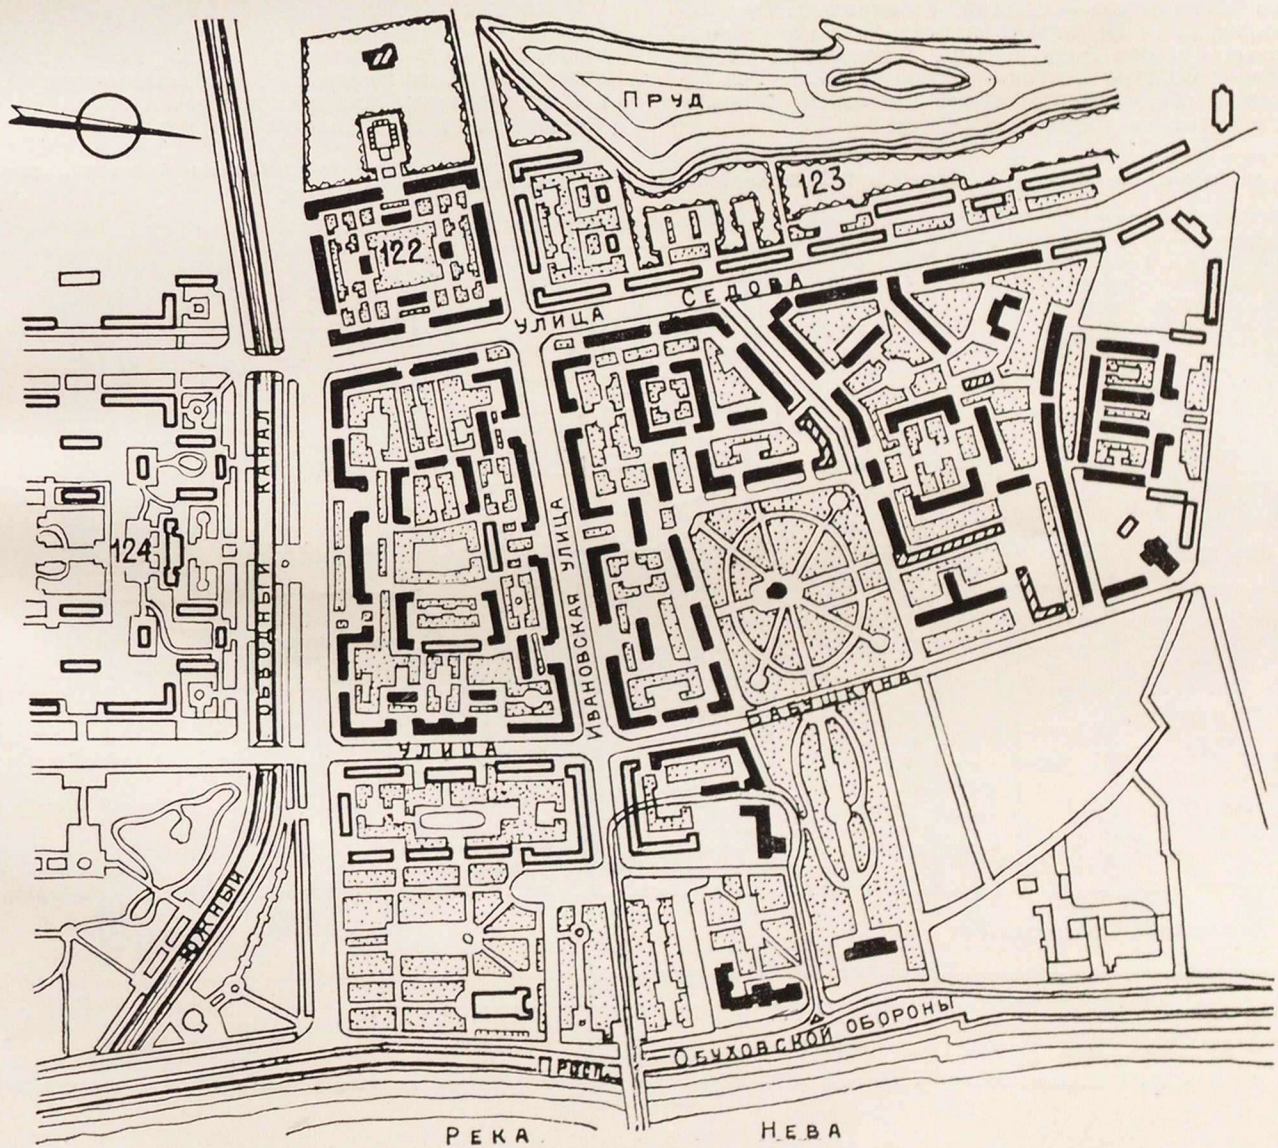 ПРУД
123
122
УЛИЦА СЕДОВА
124
ЮЖНЫЙ ОБВОДНЫЙ КАНАЛ
ИВАНОВСКАЯ УЛИЦА
УЛИЦА БАБУШКИНА
ПРОСП. ОБУХОВСКОЙ ОБОРОНЫ
РЕКА НЕВА